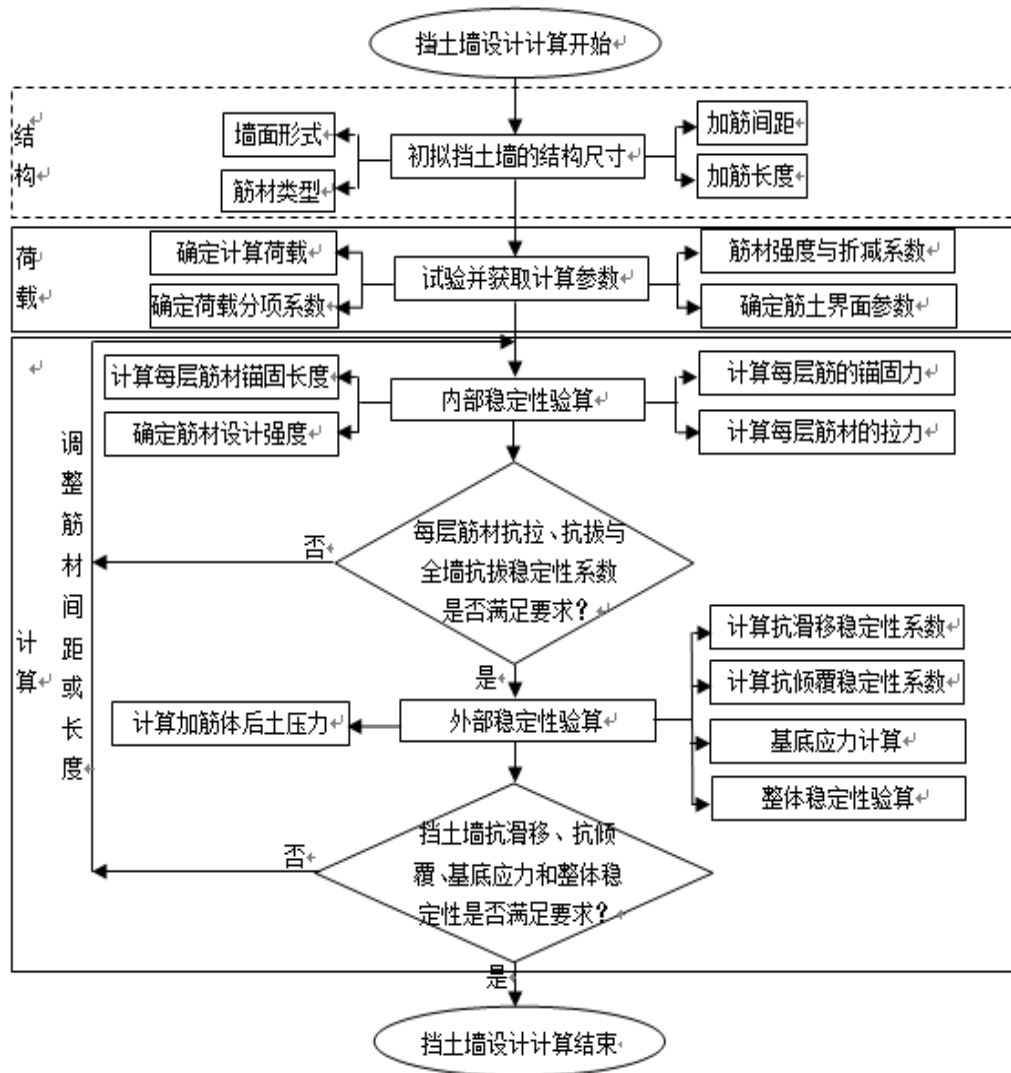 挡土墙设计计算开始
结构
墙面形式
筋材类型
初拟挡土墙的结构尺寸
加筋间距
加筋长度
荷载
确定计算荷载
确定荷载分项系数
试验并获取计算参数
筋材强度与折减系数
确定筋土界面参数
计算
调整筋材间距或长度
计算每层筋材锚固长度
确定筋材设计强度
内部稳定性验算
计算每层筋的锚固力
计算每层筋材的拉力
每层筋材抗拉、抗拔与
全墙抗拔稳定性系数
是否满足要求？
否
是
计算加筋体后土压力
外部稳定性验算
计算抗滑移稳定性系数
计算抗倾覆稳定性系数
基底应力计算
整体稳定性验算
挡土墙抗滑移、抗倾
覆、基底应力和整体稳
定性是否满足要求？
否
是
挡土墙设计计算结束